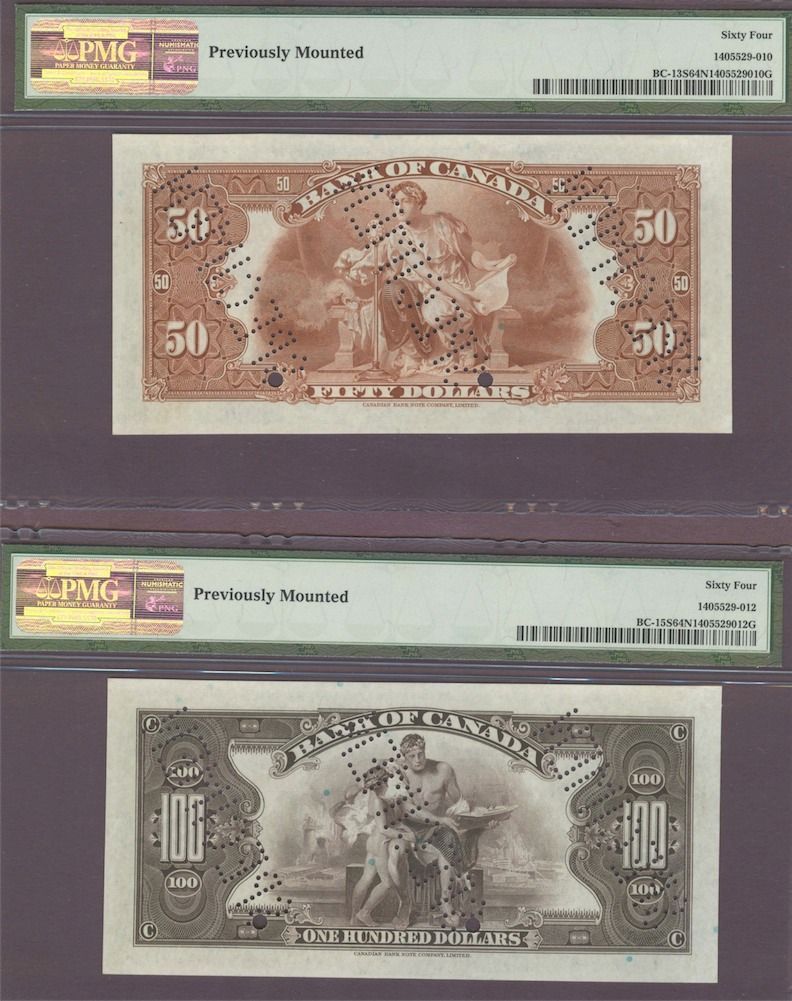 PMG
PAPER MONEY GUARANTY
NUMISMATIC
PNG
Previously Mounted
Sixty Four
1405529-010
BC-13S64N1405529010G
50
BANK OF CANADA
50
50
50
50
50
50
FIFTY DOLLARS
CANADIAN BANK NOTE COMPANY, LIMITED.
PMG
PAPER MONEY GUARANTY
NUMISMATIC
PNG
Previously Mounted
Sixty Four
1405529-012
BC-15S64N1405529012G
C
BANK OF CANADA
C
100
100
100
100
100
100
C
ONE HUNDRED DOLLARS
C
CANADIAN BANK NOTE COMPANY, LIMITED.